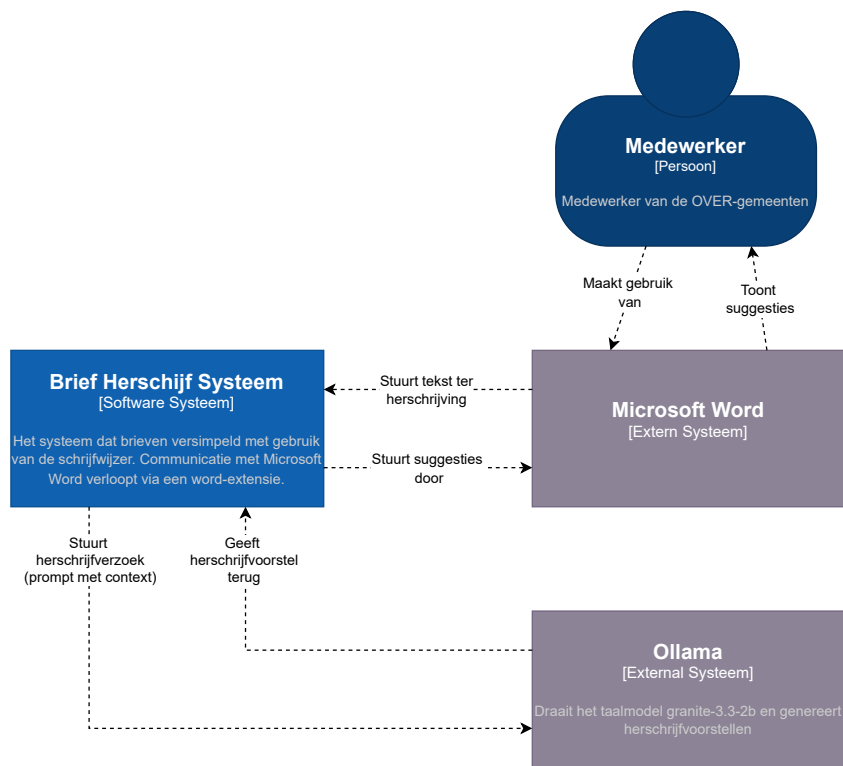 Medewerker
[Persoon]
Medewerker van de OVER-gemeenten
Maakt gebruik
van
Toont
suggesties
Brief Herschijf Systeem
[Software Systeem]
Het systeem dat brieven versimpeld met gebruik
van de schrijfwijzer. Communicatie met Microsoft
Word verloopt via een word-extensie.
Stuurt tekst ter
herschrijving
Stuurt suggesties
door
Microsoft Word
[Extern Systeem]
Stuurt
herschrijfverzoek
(prompt met context)
Geeft
herschrijfvoorstel
terug
Ollama
[External Systeem]
Draait het taalmodel granite-3.3-2b en genereert
herschrijfvoorstellen